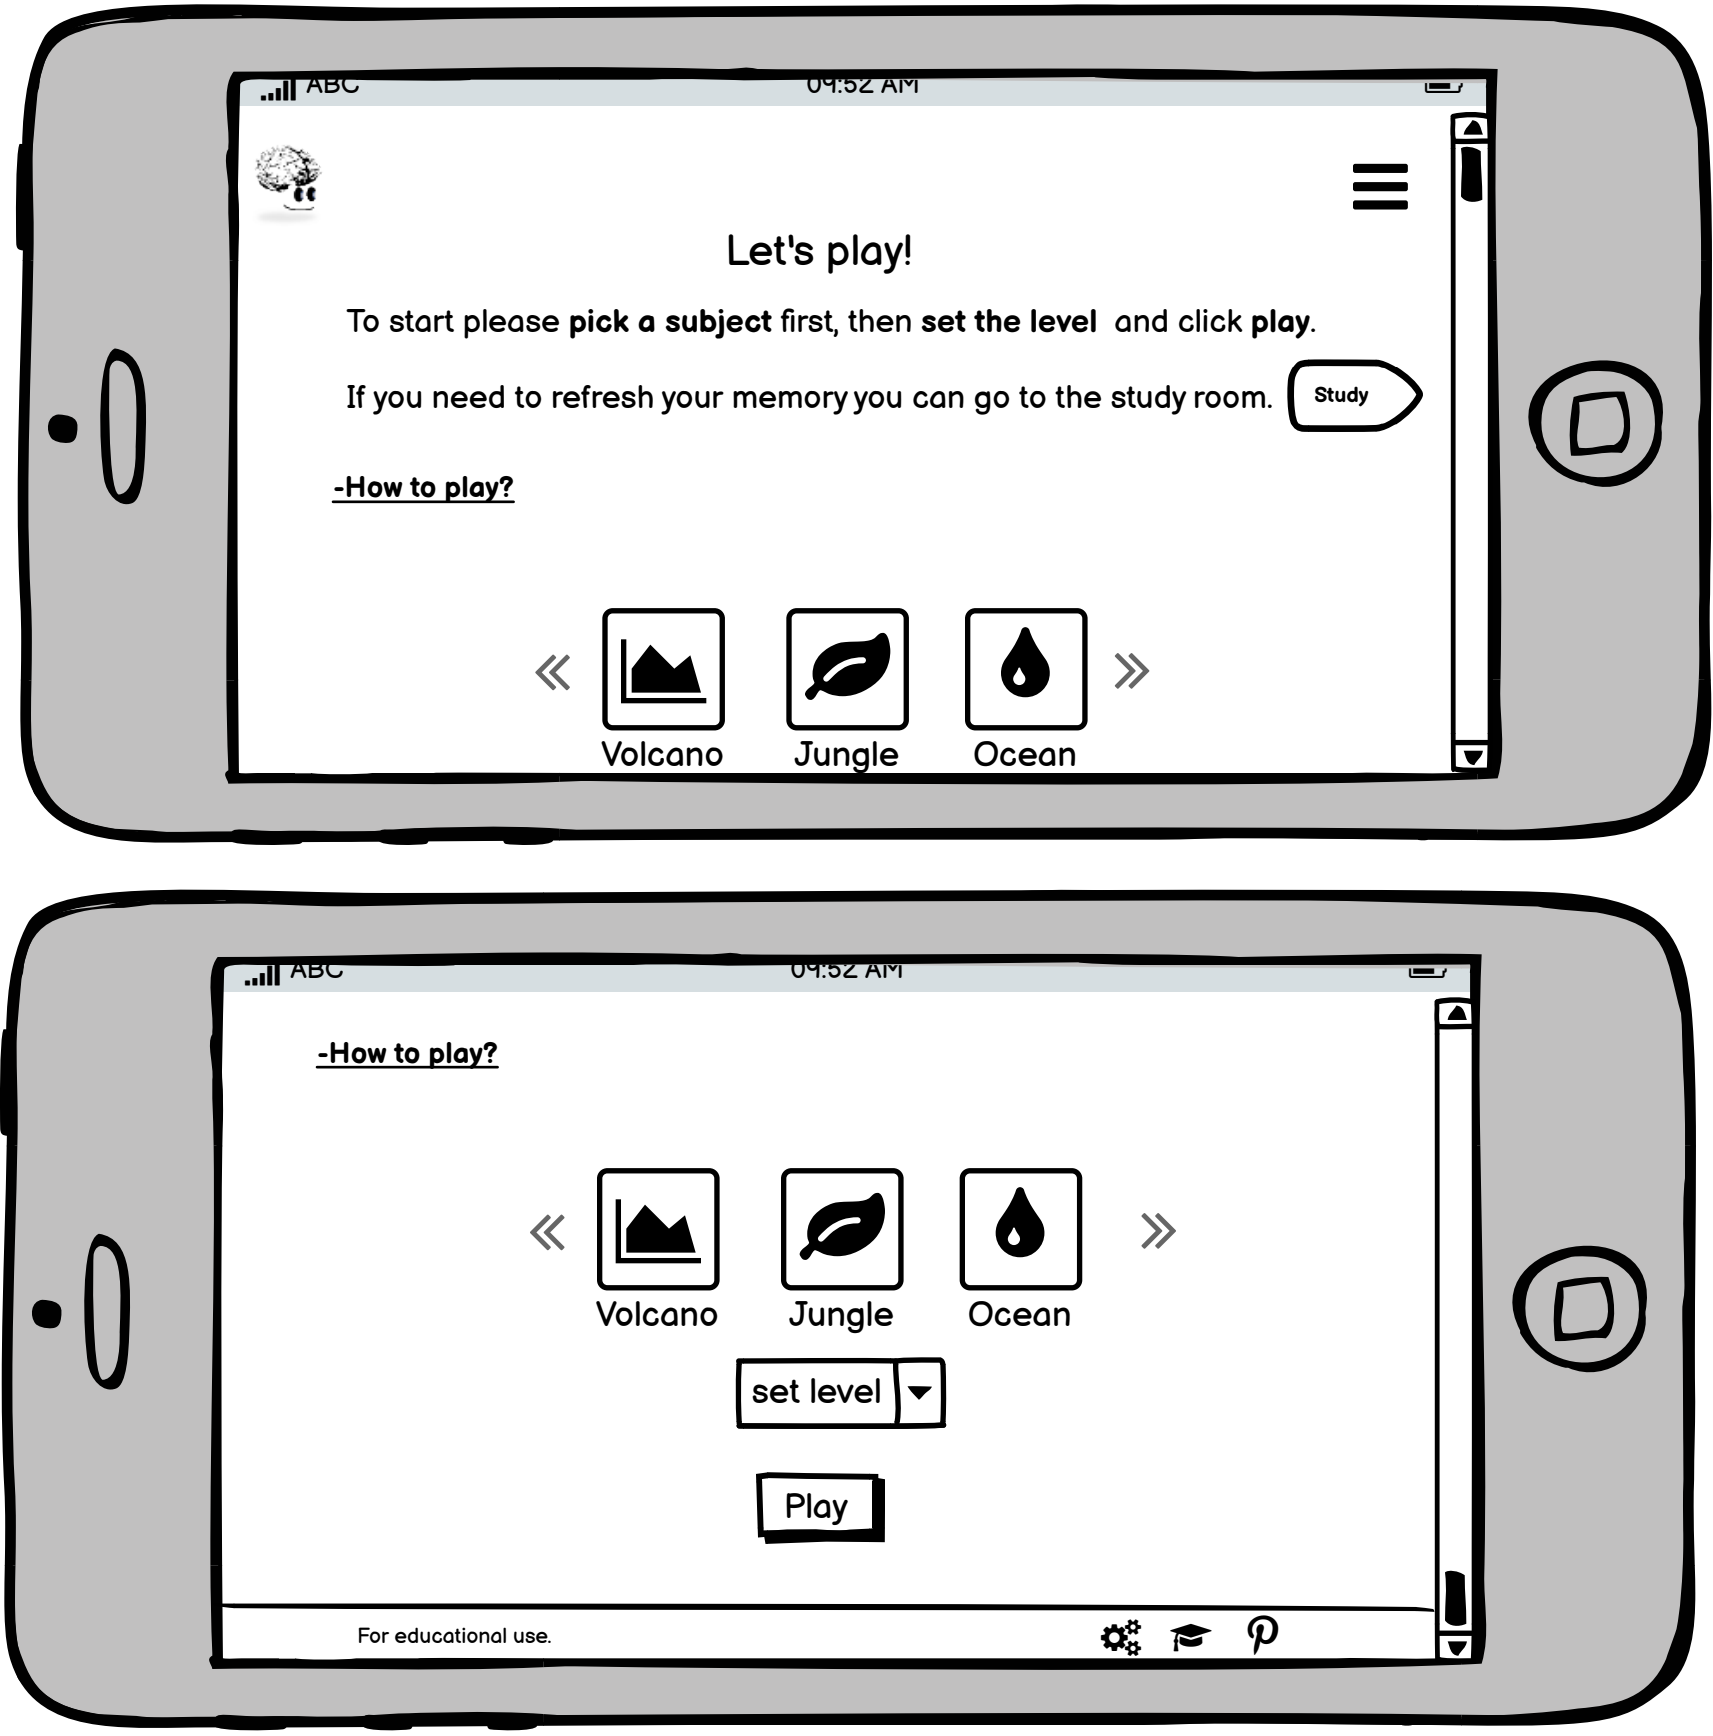 ABC 09:52 AM
Let's play!
To start please pick a subject first, then set the level and click play.
If you need to refresh your memory you can go to the study room. Study
-How to play?
Volcano Jungle Ocean
ABC 09:52 AM
-How to play?
Volcano Jungle Ocean
set level
Play
For educational use.